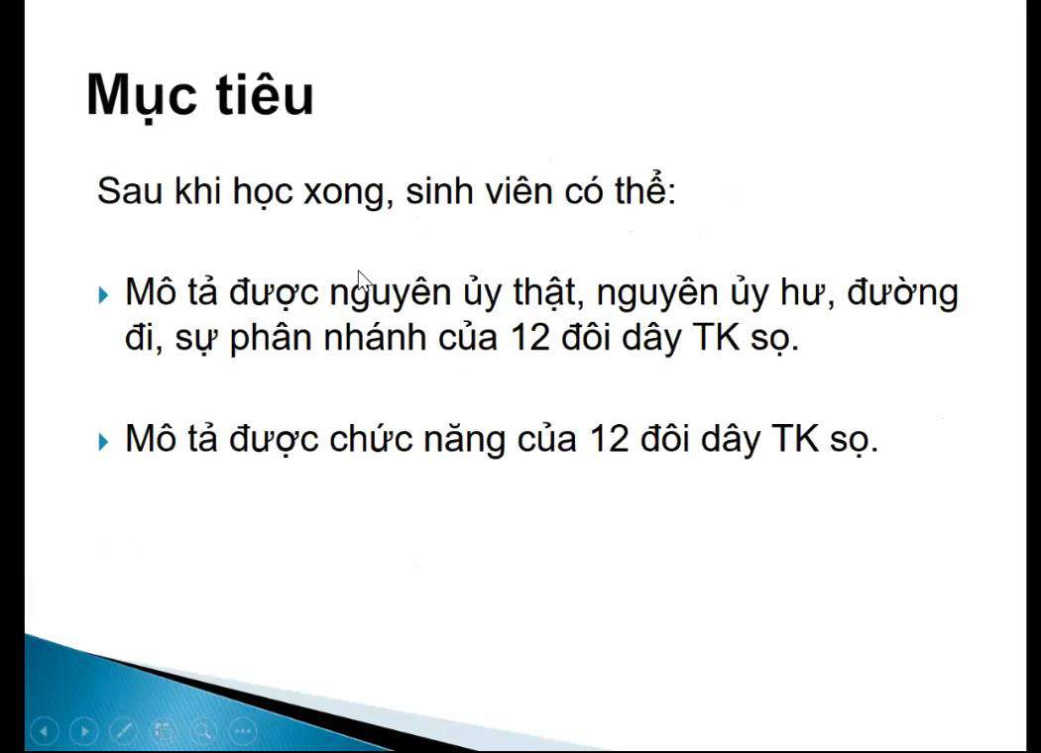 Mục tiêu
Sau khi học xong, sinh viên có thể:
Mô tả được nguyên ủy thật, nguyên ủy hư, đường
đi, sự phân nhánh của 12 đôi dây TK sọ.
Mô tả được chức năng của 12 đôi dây TK sọ.